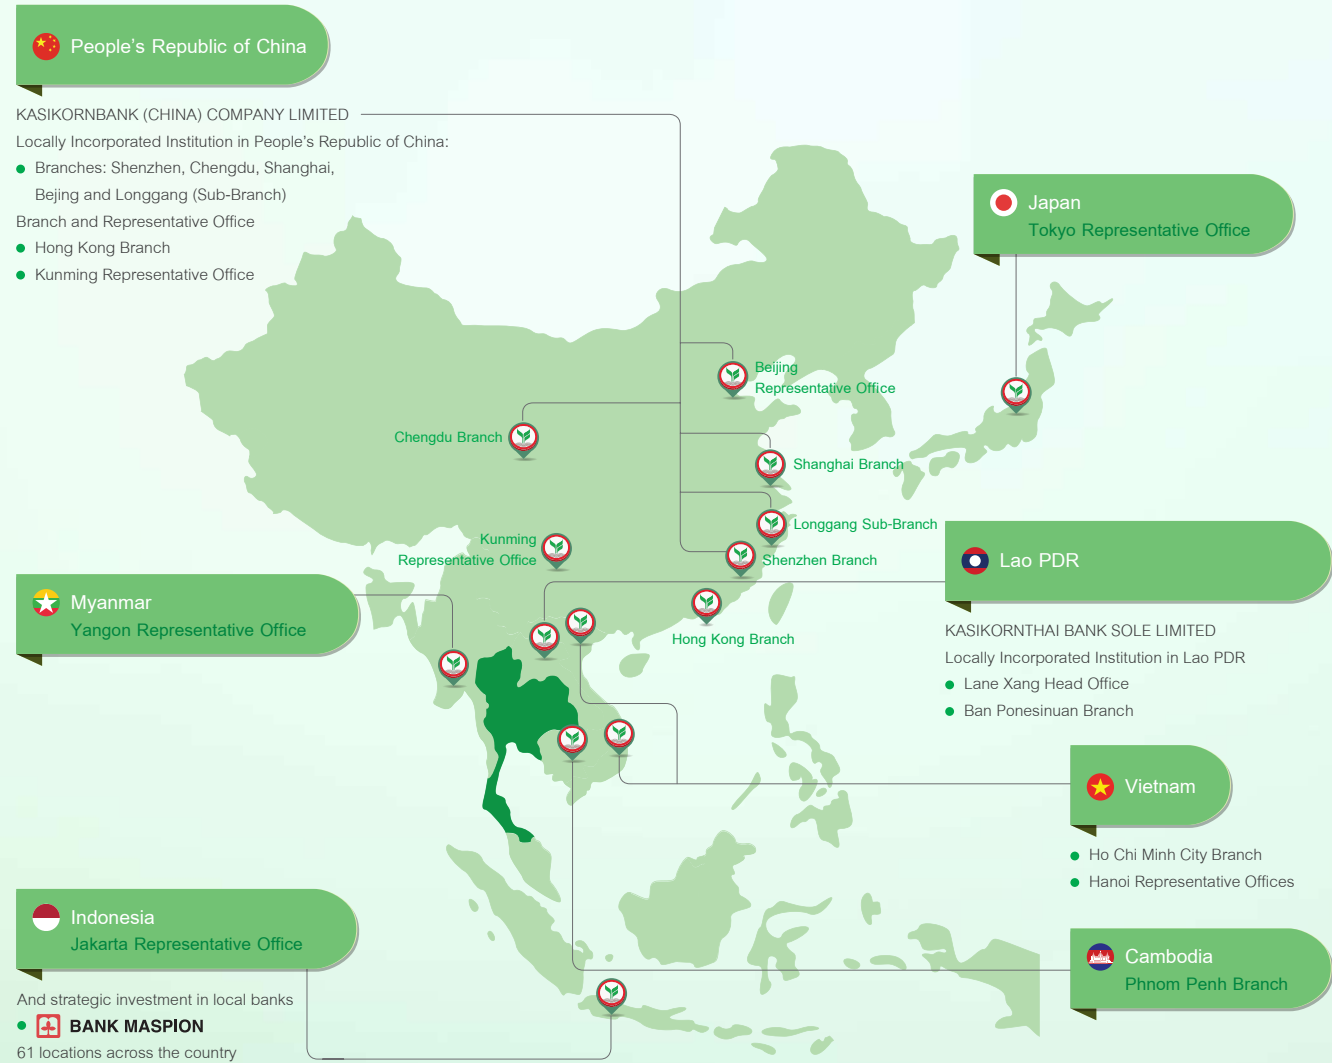 People's Republic of China
KASIKORNBANK (CHINA) COMPANY LIMITED
Locally Incorporated Institution in People's Republic of China:
Branches: Shenzhen, Chengdu, Shanghai,
Bejing and Longgang (Sub-Branch)
Branch and Representative Office
Hong Kong Branch
Kunming Representative Office
Japan
Tokyo Representative Office
Beijing
Representative Office
Chengdu Branch
Shanghai Branch
Longgang Sub-Branch
Kunming
Representative Office
Shenzhen Branch
Hong Kong Branch
Myanmar
Yangon Representative Office
Lao PDR
KASIKORNTHAI BANK SOLE LIMITED
Locally Incorporated Institution in Lao PDR
Lane Xang Head Office
Ban Ponesinuan Branch
Vietnam
Ho Chi Minh City Branch
Hanoi Representative Offices
Indonesia
Jakarta Representative Office
And strategic investment in local banks
BANK MASPION
61 locations across the country
Cambodia
Phnom Penh Branch